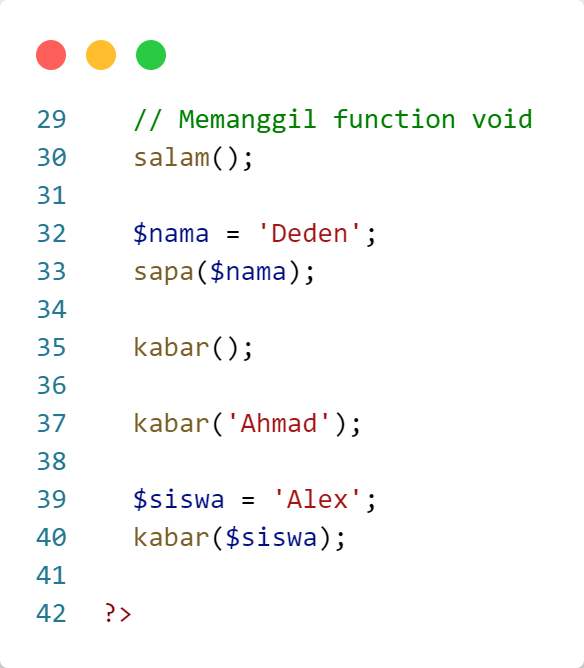 29 // Memanggil function void
30 salam();
31
32 $nama = 'Deden';
33 sapa($nama);
34
35 kabar();
36
37 kabar('Ahmad');
38
39 $siswa = 'Alex';
40 kabar($siswa);
41
42 ?>